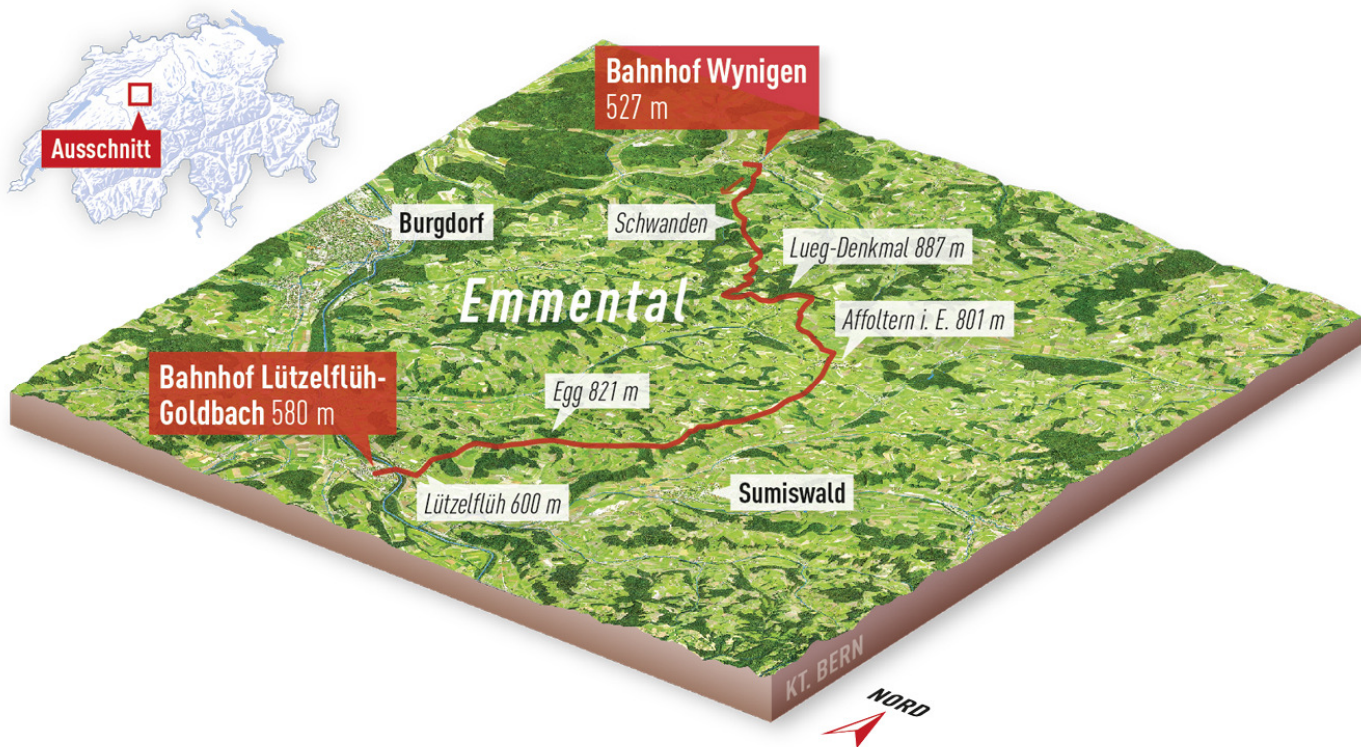 Ausschnitt
Bahnhof Wynigen
527 m
Burgdorf
Schwanden
Lueg-Denkmal 887 m
Emmental
Affoltern i. E. 801 m
Bahnhof Lützelflüh-
Goldbach 580 m
Egg 821 m
Lützelflüh 600 m
Sumiswald
KT. BERN
NORD